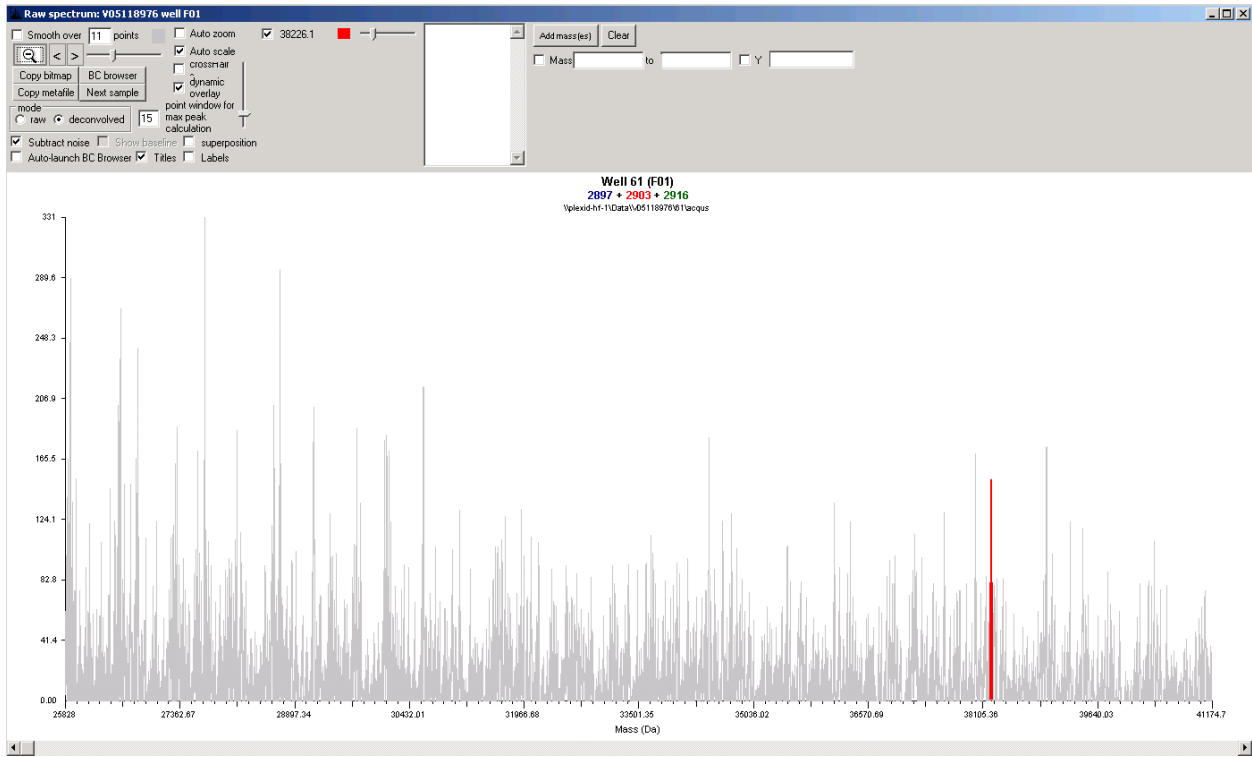 Raw spectrum: V05118976 well F01
Smooth over 11 points
Auto zoom
38226.1
Auto scale
crossHair
< >
dynamic overlay
Copy bitmap BC browser
Copy metafile Next sample
mode
raw deconvolved
15 point window for max peak calculation
Subtract noise Show baseline superposition
Auto-launch BC Browser Titles Labels
Add mass(es) Clear
Mass to Y
Well 61 (F01)
2897 + 2903 + 2916
\\plexid-hf-1\Data\\v05118976\61\acqus
331
289.6
248.3
206.9
165.5
124.1
82.8
41.4
0.00
25828 27362.67 28897.34 30432.01 31966.68 33501.35 35036.02 36570.69 38105.36 39640.03 41174.7
Mass (Da)